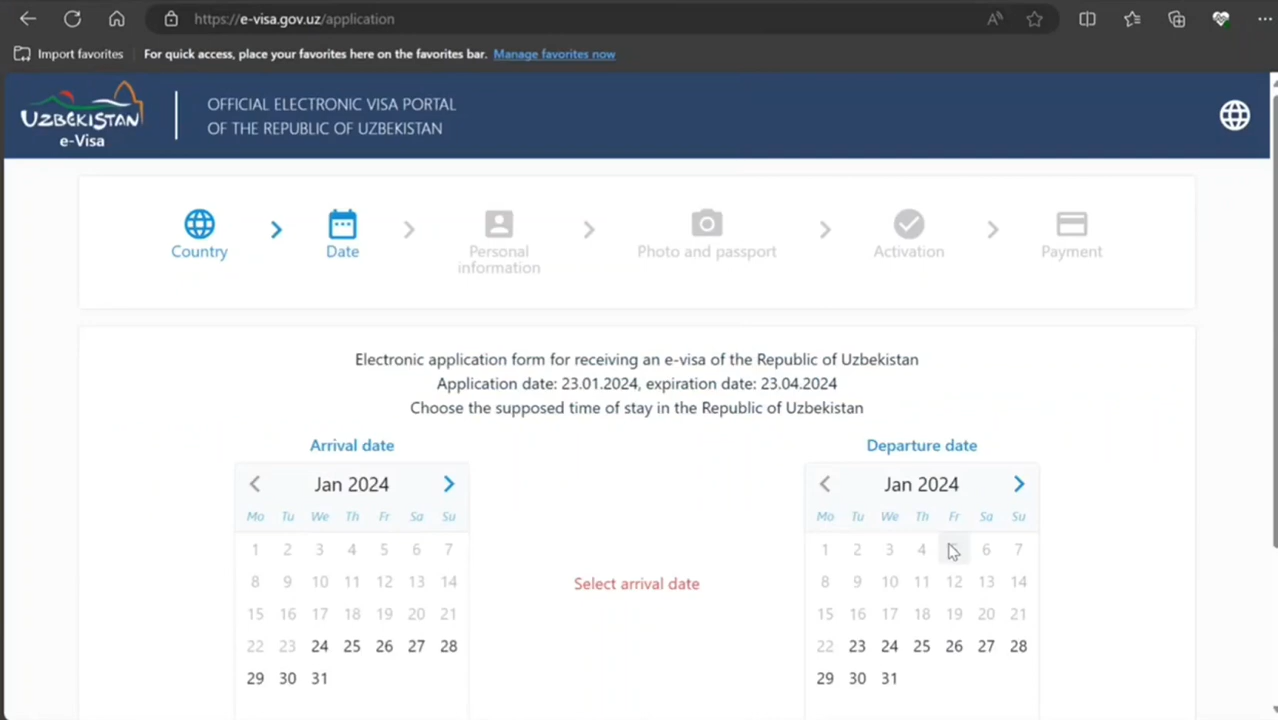 https://e-visa.gov.uz/application
Import favorites
For quick access, place your favorites here on the favorites bar. Manage favorites now
UZBEKISTAN
e-Visa
OFFICIAL ELECTRONIC VISA PORTAL
OF THE REPUBLIC OF UZBEKISTAN
Country
Date
Personal
information
Photo and passport
Activation
Payment
Electronic application form for receiving an e-visa of the Republic of Uzbekistan
Application date: 23.01.2024, expiration date: 23.04.2024
Choose the supposed time of stay in the Republic of Uzbekistan
Arrival date
Jan 2024
Mo Tu We Th Fr Sa Su
1 2 3 4 5 6 7
8 9 10 11 12 13 14
15 16 17 18 19 20 21
22 23 24 25 26 27 28
29 30 31
Select arrival date
Departure date
Jan 2024
Mo Tu We Th Fr Sa Su
1 2 3 4 6 7
8 9 10 11 12 13 14
15 16 17 18 19 20 21
22 23 24 25 26 27 28
29 30 31